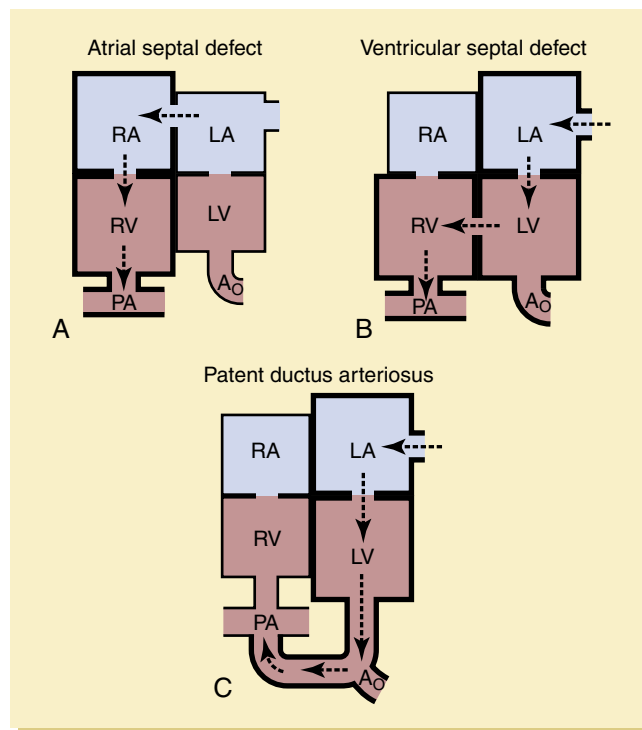 Atrial septal defect
Ventricular septal defect
RA
LA
RV
LV
PA
AO
A
RA
LA
RV
LV
PA
AO
B
Patent ductus arteriosus
RA
LA
RV
LV
PA
AO
C